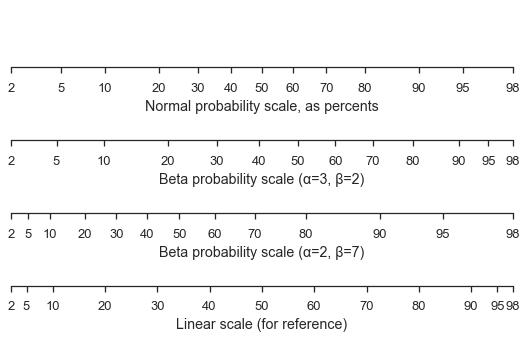 2 5 10 20 30 40 50 60 70 80 90 95 98
Normal probability scale, as percents
2 5 10 20 30 40 50 60 70 80 90 95 98
Beta probability scale (α=3, β=2)
2 5 10 20 30 40 50 60 70 80 90 95 98
Beta probability scale (α=2, β=7)
2 5 10 20 30 40 50 60 70 80 90 95 98
Linear scale (for reference)